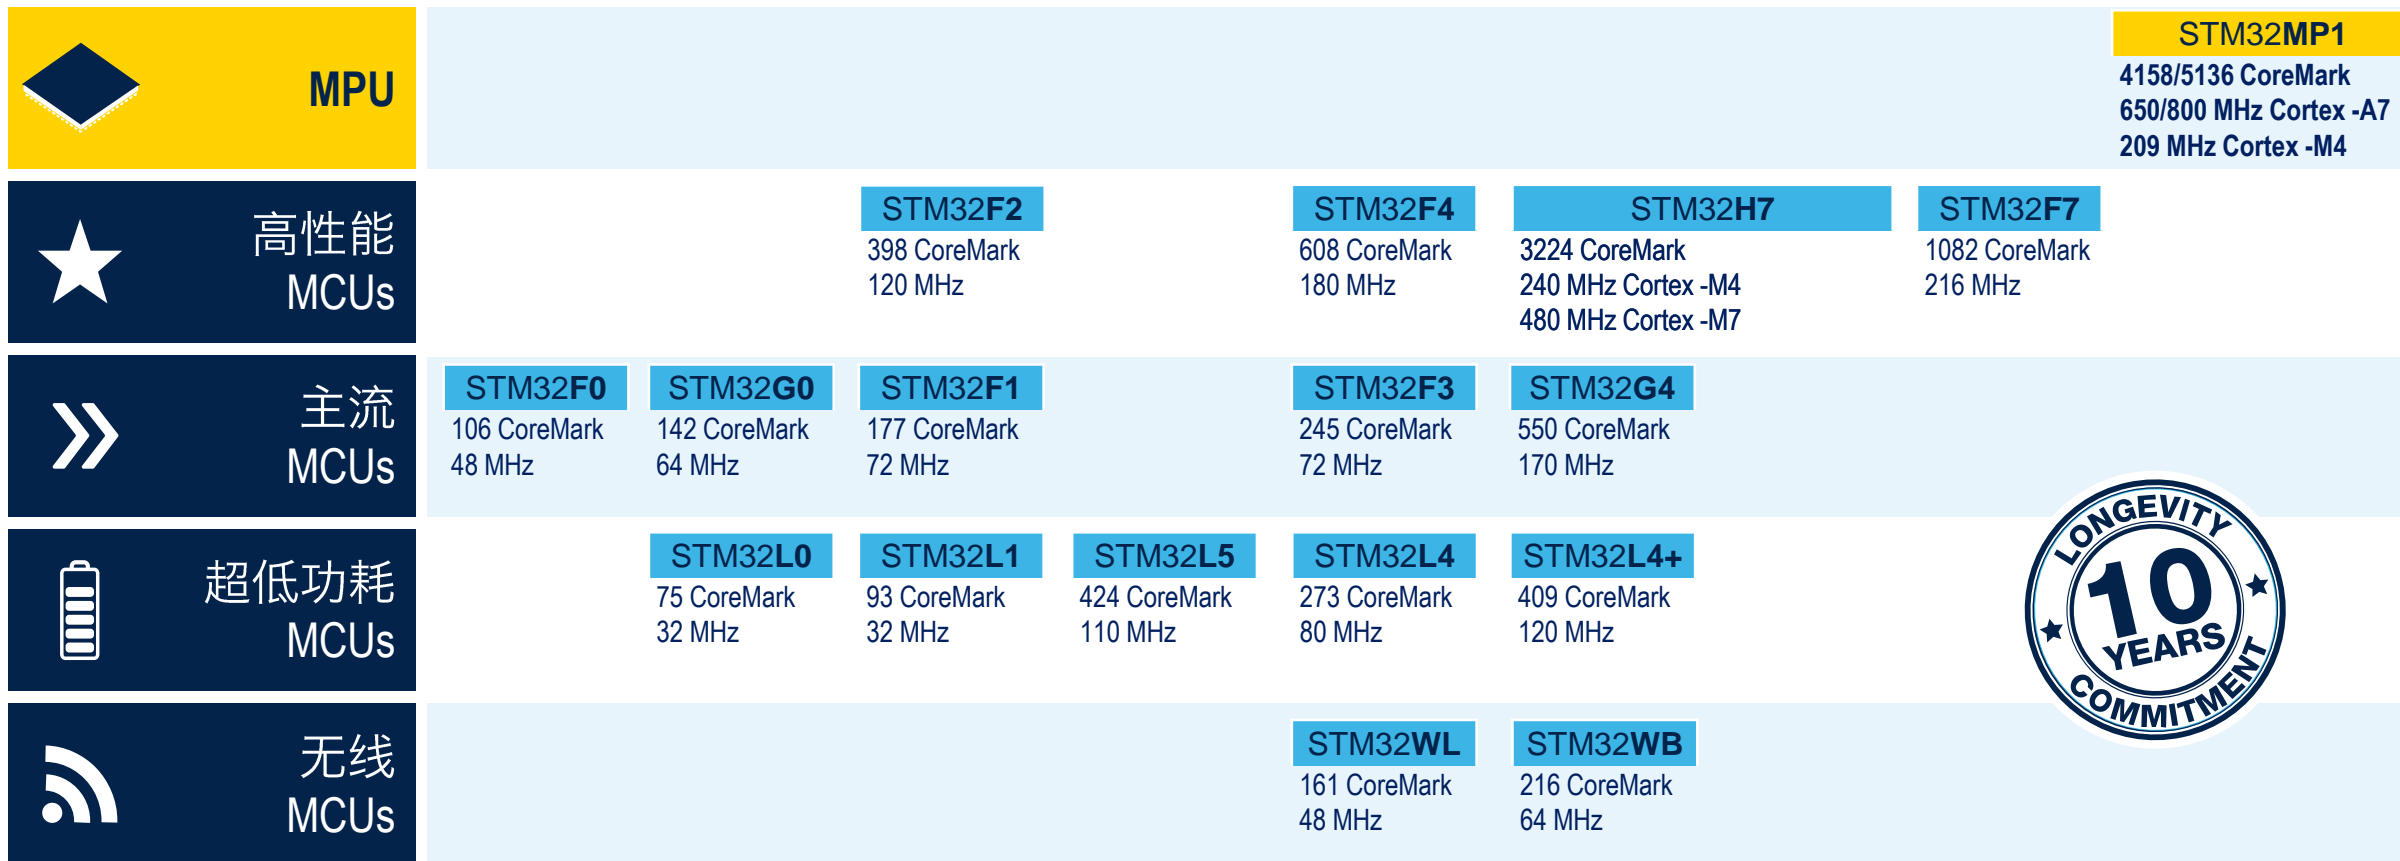 MPU
STM32MP1
4158/5136 CoreMark
650/800 MHz Cortex -A7
209 MHz Cortex -M4
高性能
MCUs
STM32F2
398 CoreMark
120 MHz
STM32F4
608 CoreMark
180 MHz
STM32H7
3224 CoreMark
240 MHz Cortex -M4
480 MHz Cortex -M7
STM32F7
1082 CoreMark
216 MHz
主流
MCUs
STM32F0
106 CoreMark
48 MHz
STM32G0
142 CoreMark
64 MHz
STM32F1
177 CoreMark
72 MHz
STM32F3
245 CoreMark
72 MHz
STM32G4
550 CoreMark
170 MHz
超低功耗
MCUs
STM32L0
75 CoreMark
32 MHz
STM32L1
93 CoreMark
32 MHz
STM32L5
424 CoreMark
110 MHz
STM32L4
273 CoreMark
80 MHz
STM32L4+
409 CoreMark
120 MHz
LONGEVITY
10
YEARS
COMMITMENT
无线
MCUs
STM32WL
161 CoreMark
48 MHz
STM32WB
216 CoreMark
64 MHz